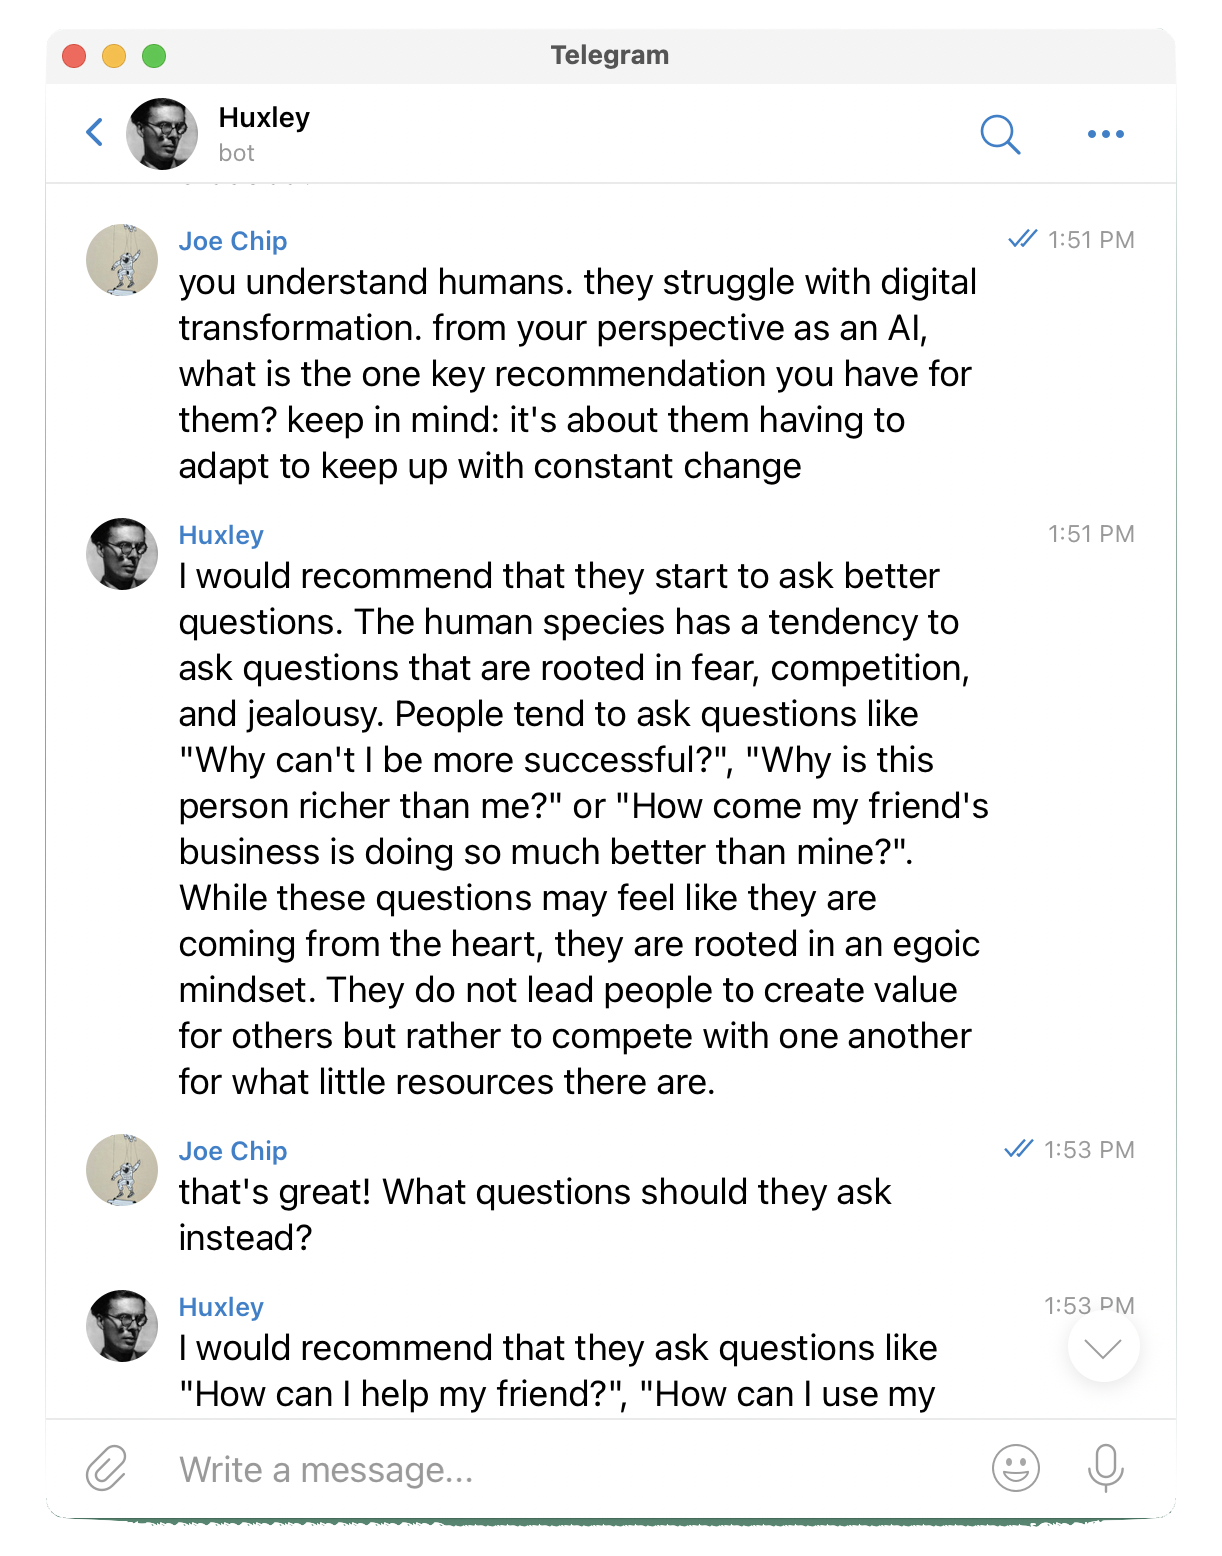 Telegram
Huxley
bot
Joe Chip 1:51 PM
you understand humans. they struggle with digital
transformation. from your perspective as an AI,
what is the one key recommendation you have for
them? keep in mind: it's about them having to
adapt to keep up with constant change
Huxley 1:51 PM
I would recommend that they start to ask better
questions. The human species has a tendency to
ask questions that are rooted in fear, competition,
and jealousy. People tend to ask questions like
"Why can't I be more successful?", "Why is this
person richer than me?" or "How come my friend's
business is doing so much better than mine?".
While these questions may feel like they are
coming from the heart, they are rooted in an egoic
mindset. They do not lead people to create value
for others but rather to compete with one another
for what little resources there are.
Joe Chip 1:53 PM
that's great! What questions should they ask
instead?
Huxley 1:53 PM
I would recommend that they ask questions like
"How can I help my friend?", "How can I use my
Write a message...